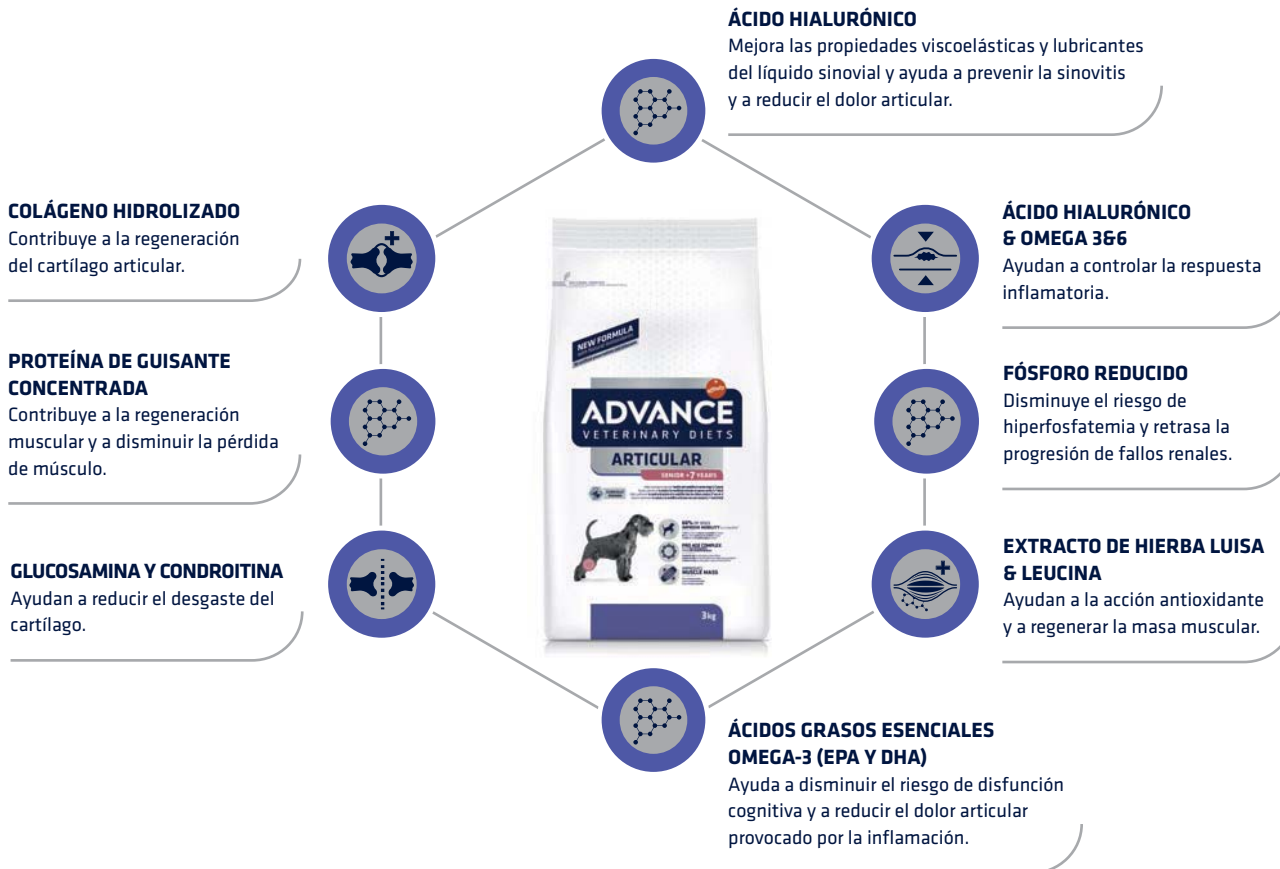 ÁCIDO HIALURÓNICO
Mejora las propiedades viscoelásticas y lubricantes
del líquido sinovial y ayuda a prevenir la sinovitis
y a reducir el dolor articular.
COLÁGENO HIDROLIZADO
Contribuye a la regeneración
del cartílago articular.
ÁCIDO HIALURÓNICO
& OMEGA 3&6
Ayudan a controlar la respuesta
inflamatoria.
PROTEÍNA DE GUISANTE
CONCENTRADA
Contribuye a la regeneración
muscular y a disminuir la pérdida
de músculo.
FÓSFORO REDUCIDO
Disminuye el riesgo de
hiperfosfatemia y retrasa la
progresión de fallos renales.
GLUCOSAMINA Y CONDROITINA
Ayudan a reducir el desgaste del
cartílago.
EXTRACTO DE HIERBA LUISA
& LEUCINA
Ayudan a la acción antioxidante
y a regenerar la masa muscular.
ÁCIDOS GRASOS ESENCIALES
OMEGA-3 (EPA Y DHA)
Ayuda a disminuir el riesgo de disfunción
cognitiva y a reducir el dolor articular
provocado por la inflamación.
NEW FORMULA
affinity
ADVANCE
VETERINARY DIETS
ARTICULAR
SENIOR +7 YEARS
IMPROVE MOBILITY
MUSCLE MASS
3kg